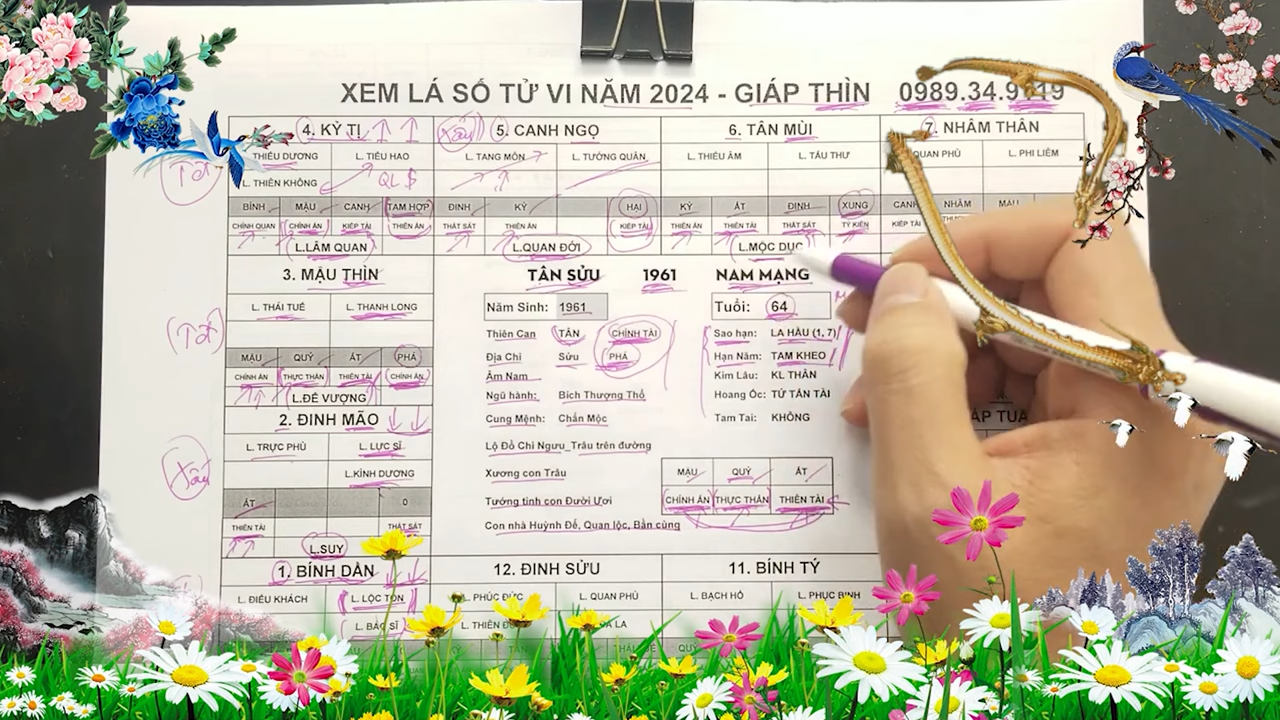 XEM LÁ SỐ TỬ VI NĂM 2024 - GIÁP THÌN 0989.34.9
4. KỶ TỊ 5. CANH NGỌ 6. TÂN MÙI 7. NHÂM THÂN
THIẾU DƯƠNG L. TIÊU HAO L. TANG MÔN L. TƯỚNG QUÂN L. THIẾU ÂM L. TẤU THƯ QUAN PHÙ L. PHI LIÊM
L. THIÊN KHÔNG QL $
BÍNH MẬU CANH TAM HỢP ĐINH KỶ HẠI KỶ ẤT ĐINH XUNG CANH NHÂM MẬU
CHÍNH QUAN CHÍNH ẤN KIẾP TÀI THIÊN ẤN THẤT SÁT THIÊN ẤN KIẾP TÀI THIÊN ẤN THIÊN TÀI THẤT SÁT TỶ KIÊN KIẾP TÀI
L.LÂM QUAN L.QUAN ĐỚI L.MỘC DỤC
3. MẬU THÌN TÂN SỬU 1961 NAM MẠNG
L. THÁI TUẾ L. THANH LONG Năm Sinh: 1961 Tuổi: 64
Thiên Can TÂN CHÍNH TÀI Sao hạn: LA HẦU (1, 7)
MẬU QUÝ ẤT PHÁ Địa Chi Sửu PHÁ Hạn Năm: TAM KHEO
CHÍNH ẤN THỰC THẦN THIÊN TÀI CHÍNH ẤN Âm Nam Kim Lâu: KL THÂN
L.ĐẾ VƯỢNG Ngũ hành: Bích Thượng Thổ Hoang Ốc: TỨ TẤN TÀI
2. ĐINH MÃO Cung Mệnh: Chấn Mộc Tam Tai: KHÔNG
L. TRỰC PHÙ L. LỰC SĨ Lộ Đồ Chi Ngưu_Trâu trên đường
L.KÌNH DƯƠNG Xương con Trâu MẬU QUÝ ẤT
ẤT 0 Tướng tinh con Đười Ươi CHÍNH ẤN THỰC THẦN THIÊN TÀI
THIÊN TÀI THẤT SÁT Con nhà Huỳnh Đế, Quan lộc, Bần cùng
L.SUY
1. BÍNH DẦN 12. ĐINH SỬU 11. BÍNH TÝ
L. ĐIẾU KHÁCH L. LỘC TỒN L. PHÚC ĐỨC L. QUAN PHỦ L. BẠCH HỔ L. PHỤC BINH
L. BÁC SĨ